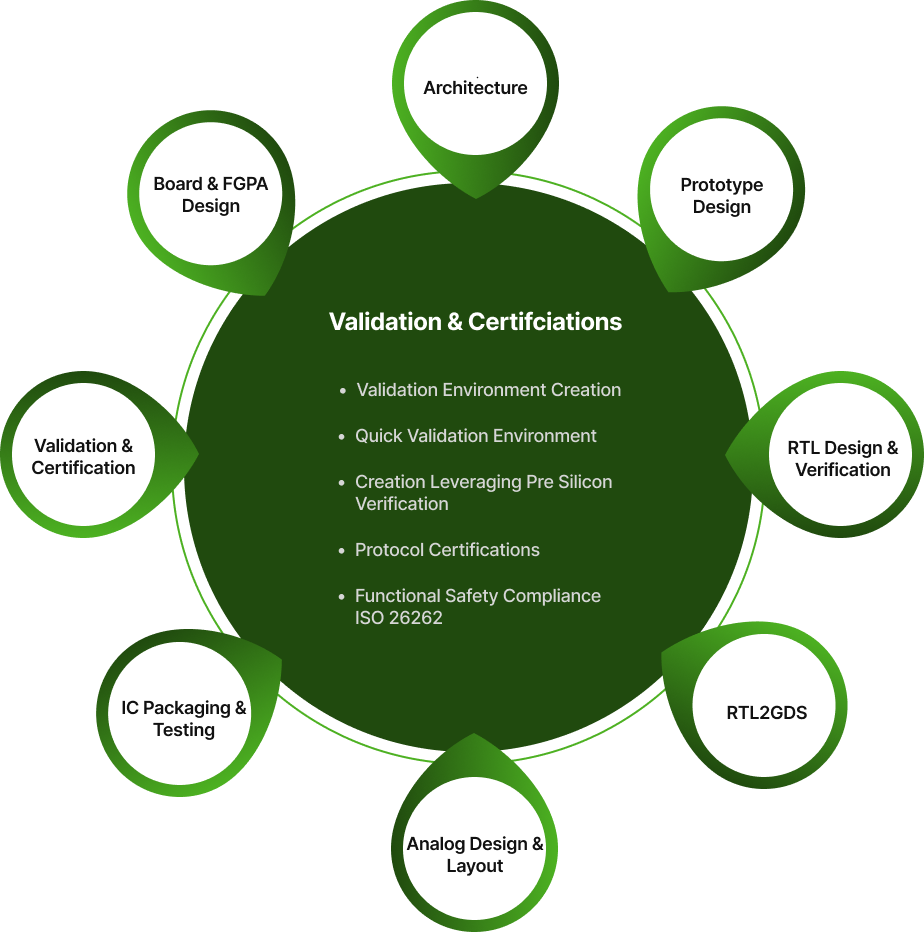 Architecture
Board & FGPA
Design
Prototype
Design
Validation & Certifciations
• Validation Environment Creation
• Quick Validation Environment
• Creation Leveraging Pre Silicon
Verification
• Protocol Certifications
• Functional Safety Compliance
ISO 26262
Validation &
Certification
RTL Design &
Verification
IC Packaging &
Testing
RTL2GDS
Analog Design &
Layout